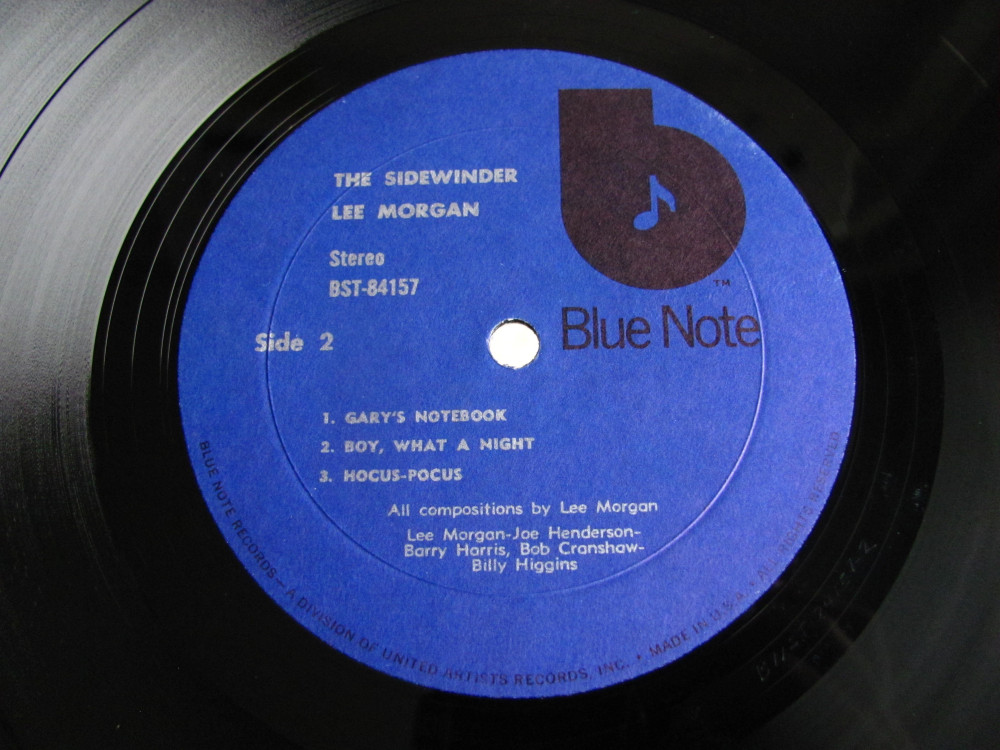 THE SIDEWINDER
LEE MORGAN
Stereo
BST-84157
Side 2
TM
Blue Note
1. GARY'S NOTEBOOK
2. BOY, WHAT A NIGHT
3. HOCUS-POCUS
All compositions by Lee Morgan
Lee Morgan-Joe Henderson-
Barry Harris, Bob Cranshaw-
Billy Higgins
BLUE NOTE RECORDS — A DIVISION OF UNITED ARTISTS RECORDS, INC. • MADE IN U.S.A. • ALL RIGHTS RESERVED